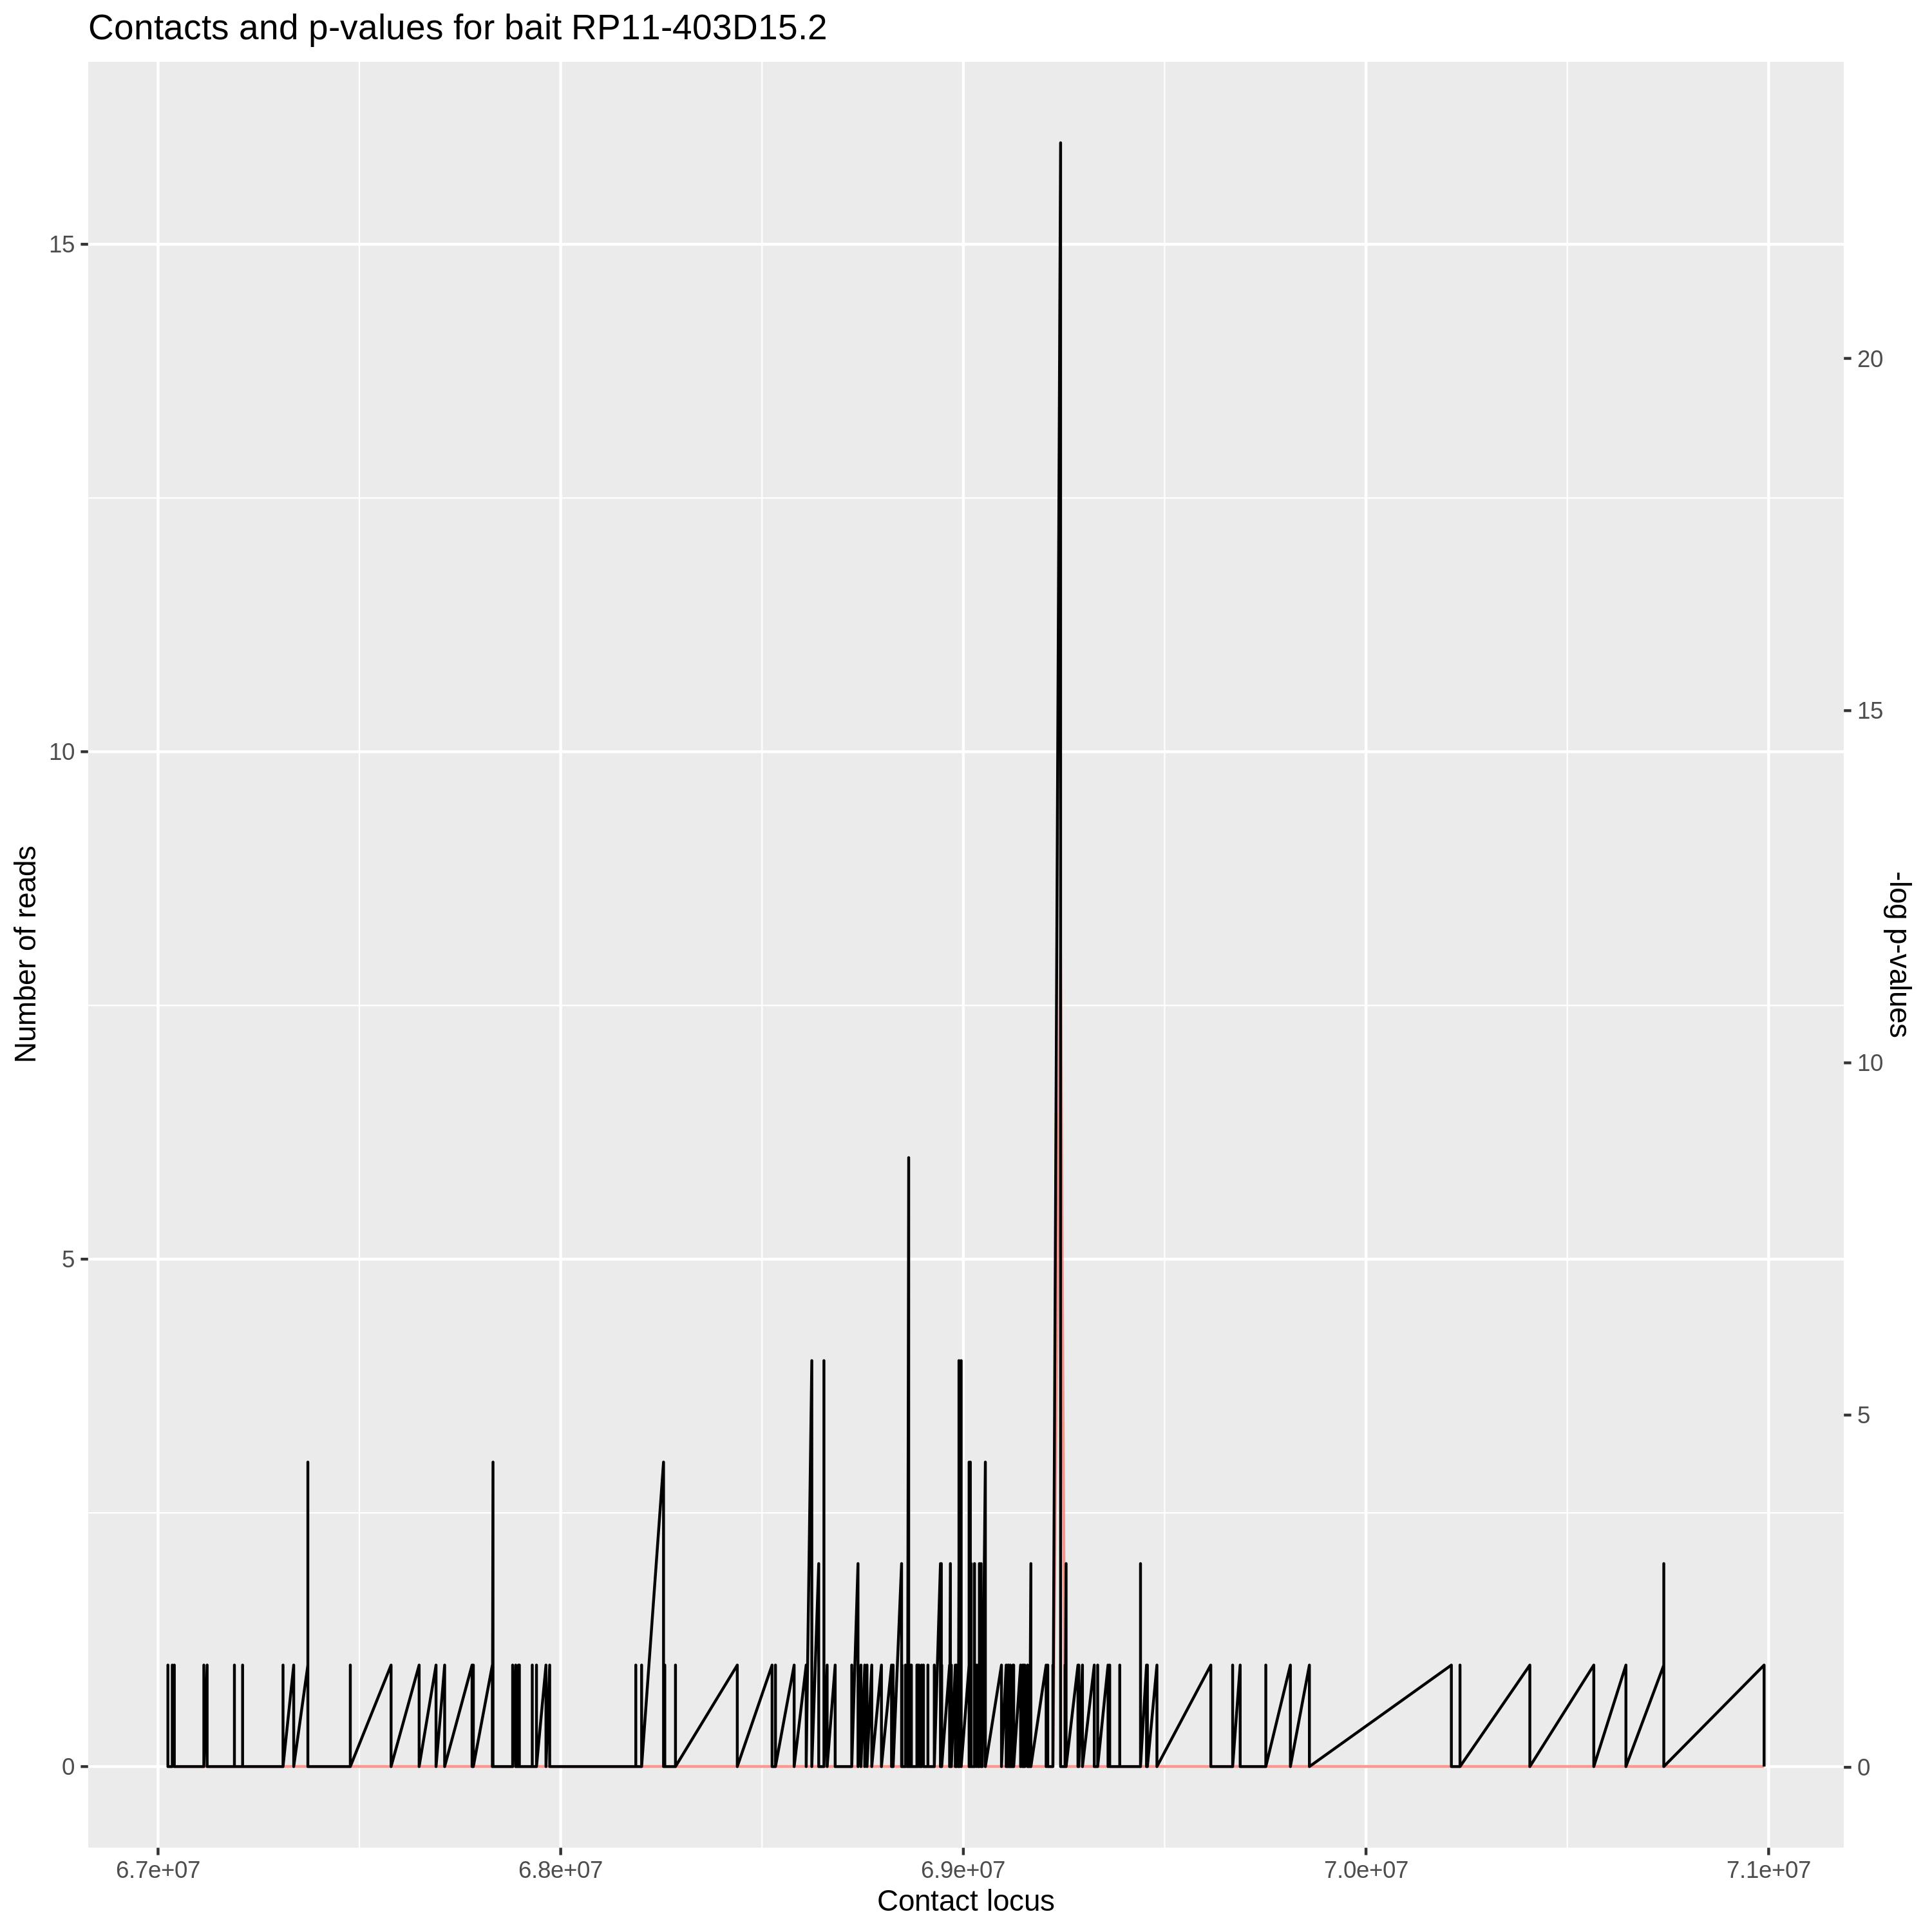 Contacts and p-values for bait RP11-403D15.2
15
10
5
0
Number of reads
20
15
10
5
0
-log p-values
6.7e+07 6.8e+07 6.9e+07 7.0e+07 7.1e+07
Contact locus